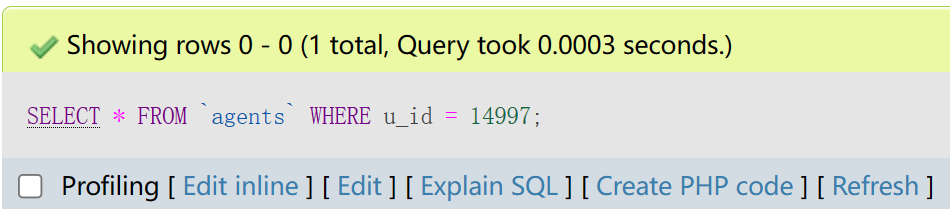 Showing rows 0 - 0 (1 total, Query took 0.0003 seconds.)
SELECT * FROM `agents` WHERE u_id = 14997;
Profiling [ Edit inline ] [ Edit ] [ Explain SQL ] [ Create PHP code ] [ Refresh ]